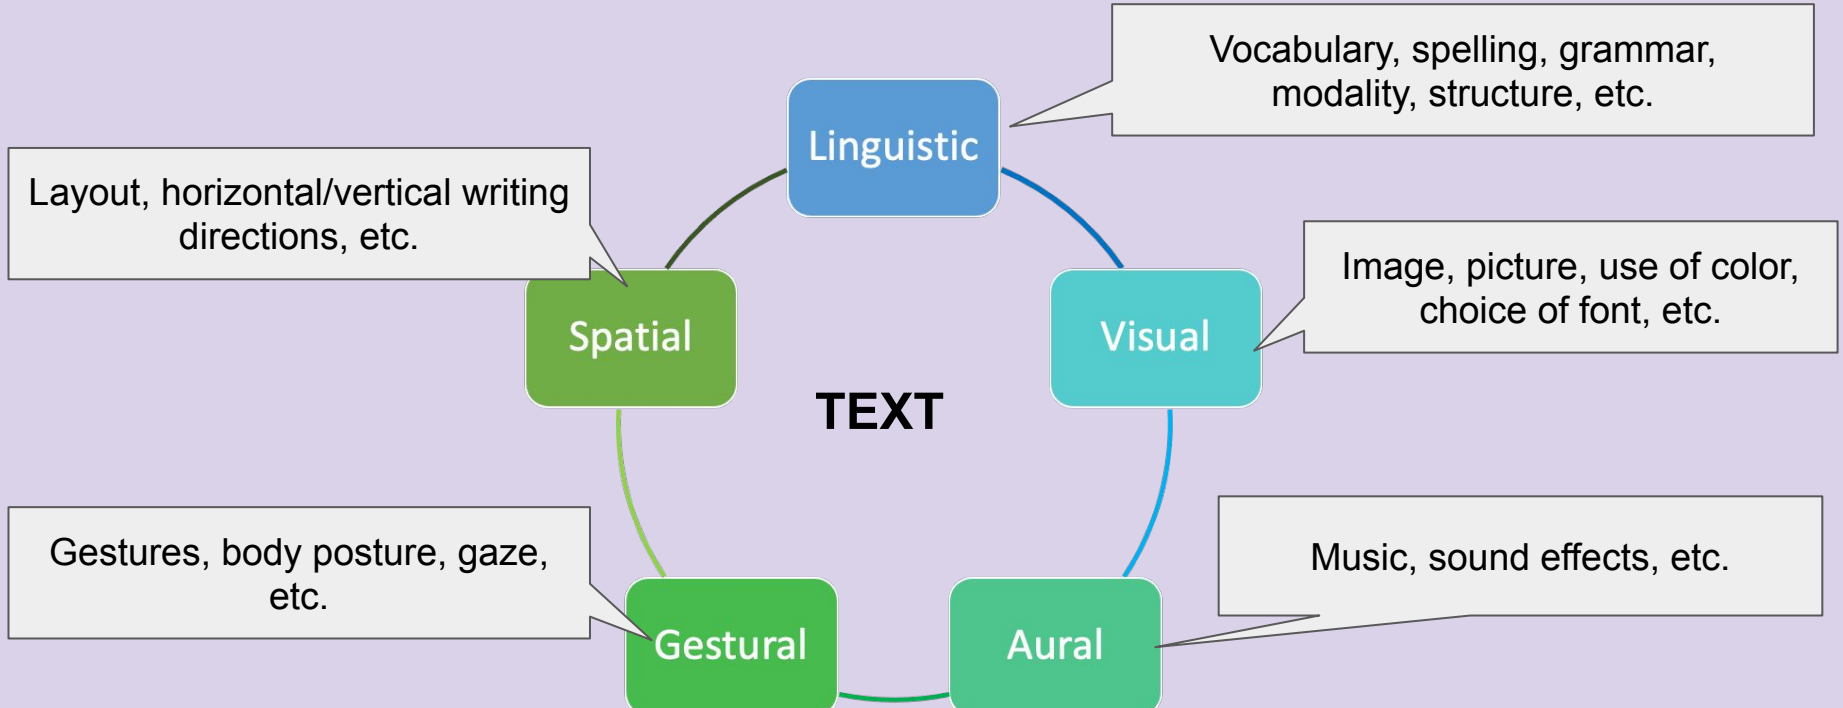 Vocabulary, spelling, grammar,
modality, structure, etc.
Linguistic
Layout, horizontal/vertical writing
directions, etc.
Image, picture, use of color,
choice of font, etc.
Spatial
Visual
TEXT
Gestures, body posture, gaze,
etc.
Music, sound effects, etc.
Gestural
Aural